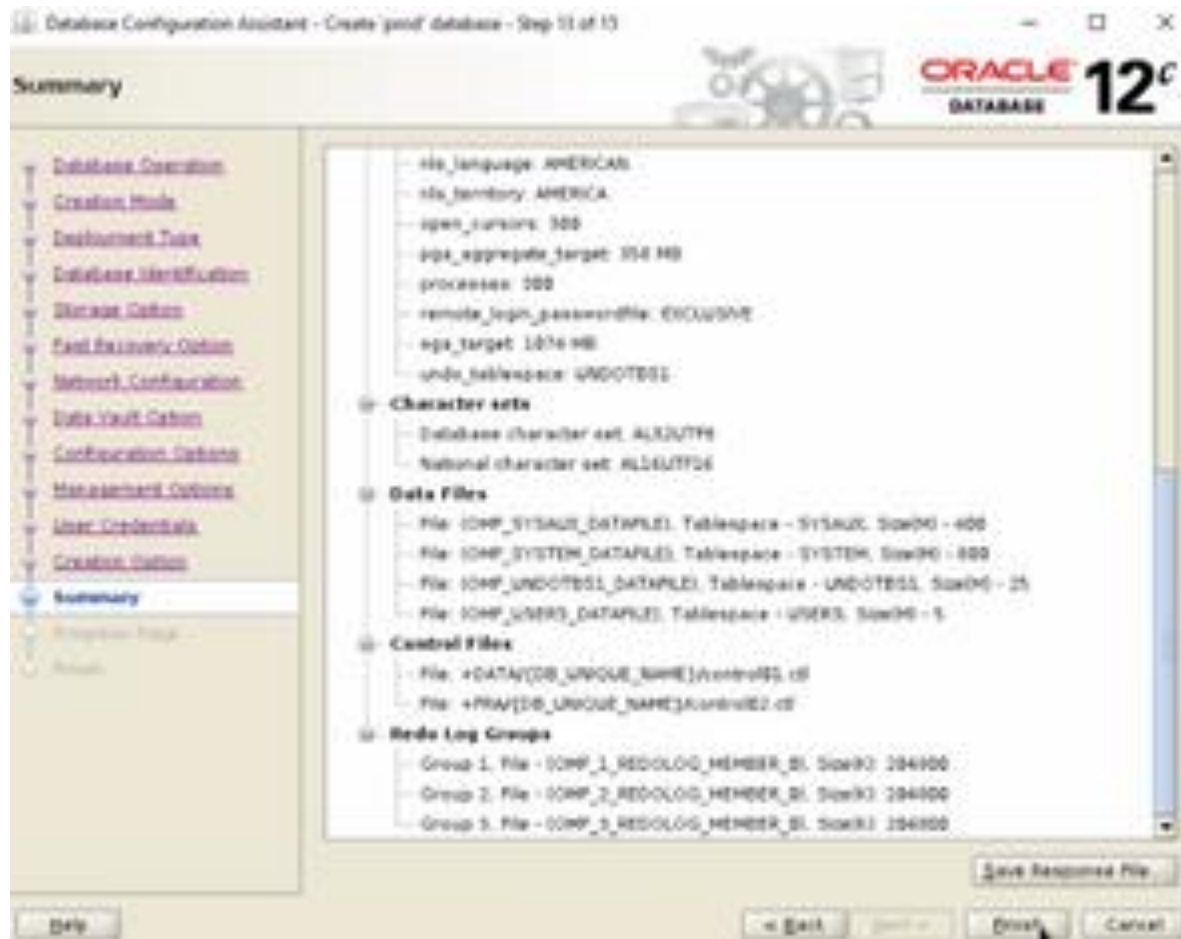 Database Configuration Assistant - Create 'prod' database - Step 13 of 15
Summary
ORACLE 12c
DATABASE
Database Operation
Creation Mode
Deployment Type
Database Identification
Storage Option
Fast Recovery Option
Network Configuration
Data Vault Option
Configuration Options
Management Options
User Credentials
Creation Option
Summary
Progress Page
Finish
nls_language: AMERICAN
nls_territory: AMERICA
open_cursors: 300
pga_aggregate_target:
processes: 300
remote_login_passwordfile: EXCLUSIVE
sga_target:
undo_tablespace: UNDOTBS1
Character sets
Database character set: AL32UTF8
National character set: AL16UTF16
Data Files
File: {OMF_SYSAUX_DATAFILE}, Tablespace - SYSAUX, Size(M) -
File: {OMF_SYSTEM_DATAFILE}, Tablespace - SYSTEM, Size(M) -
File: {OMF_UNDOTBS1_DATAFILE}, Tablespace - UNDOTBS1, Size(M) - 25
File: {OMF_USERS_DATAFILE}, Tablespace - USERS, Size(M) - 5
Control Files
File: +DATA/{DB_UNIQUE_NAME}/control01.ctl
File: +FRA/{DB_UNIQUE_NAME}/control02.ctl
Redo Log Groups
Group 1, File - {OMF_1_REDOLOG_MEMBER_0}, Size(K): 204800
Group 2, File - {OMF_2_REDOLOG_MEMBER_0}, Size(K): 204800
Group 3, File - {OMF_3_REDOLOG_MEMBER_0}, Size(K): 204800
Save Response File...
Help
< Back
Next >
Finish
Cancel